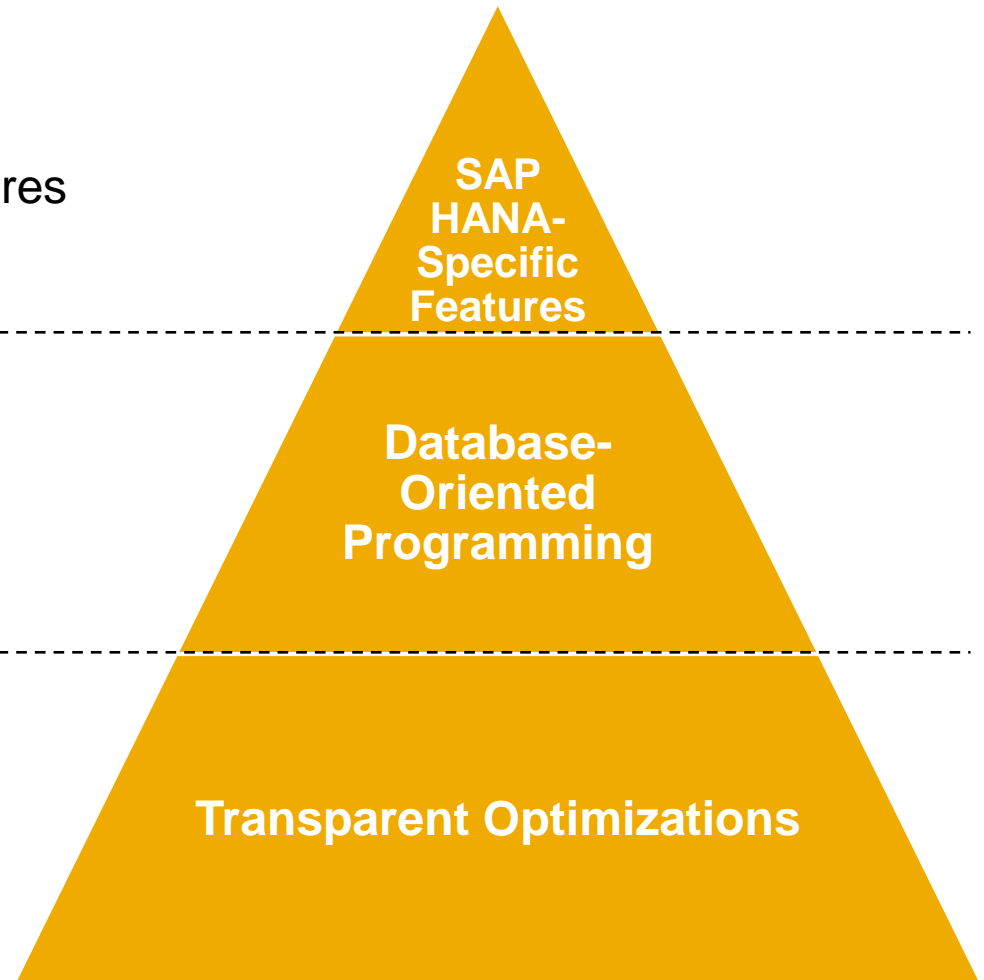 SAP
res
HANA-
Specific
Features
Database-
Oriented
Programming
Transparent Optimizations